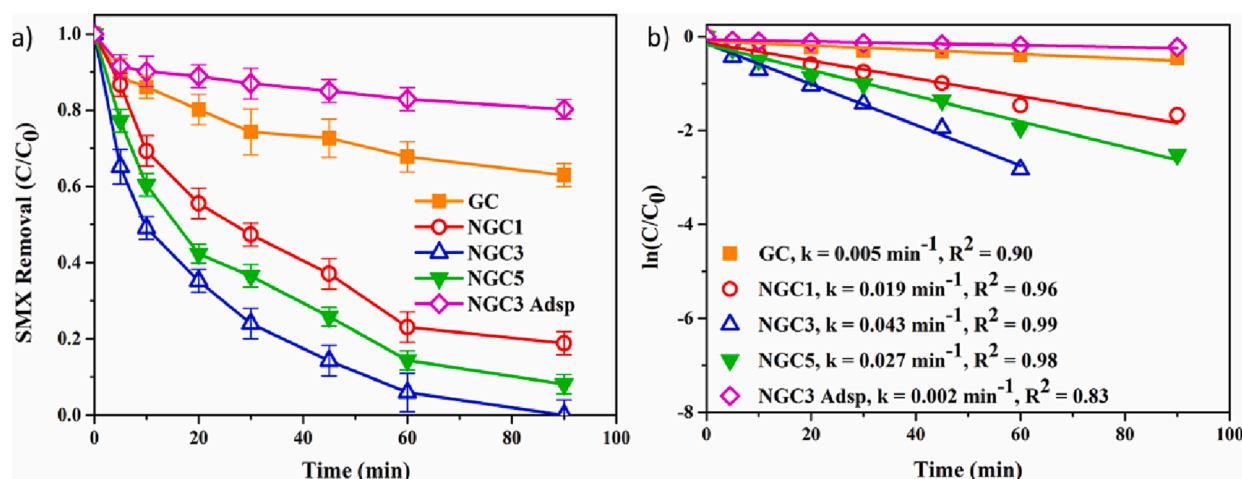 a)
SMX Removal (C/C₀)
1.0
0.8
0.6
0.4
0.2
0.0
GC
NGC1
NGC3
NGC5
NGC3 Adsp
0 20 40 60 80 100
Time (min)
b)
ln(C/C₀)
0
-2
-4
-6
-8
GC, k = 0.005 min⁻¹, R² = 0.90
NGC1, k = 0.019 min⁻¹, R² = 0.96
NGC3, k = 0.043 min⁻¹, R² = 0.99
NGC5, k = 0.027 min⁻¹, R² = 0.98
NGC3 Adsp, k = 0.002 min⁻¹, R² = 0.83
0 20 40 60 80 100
Time (min)